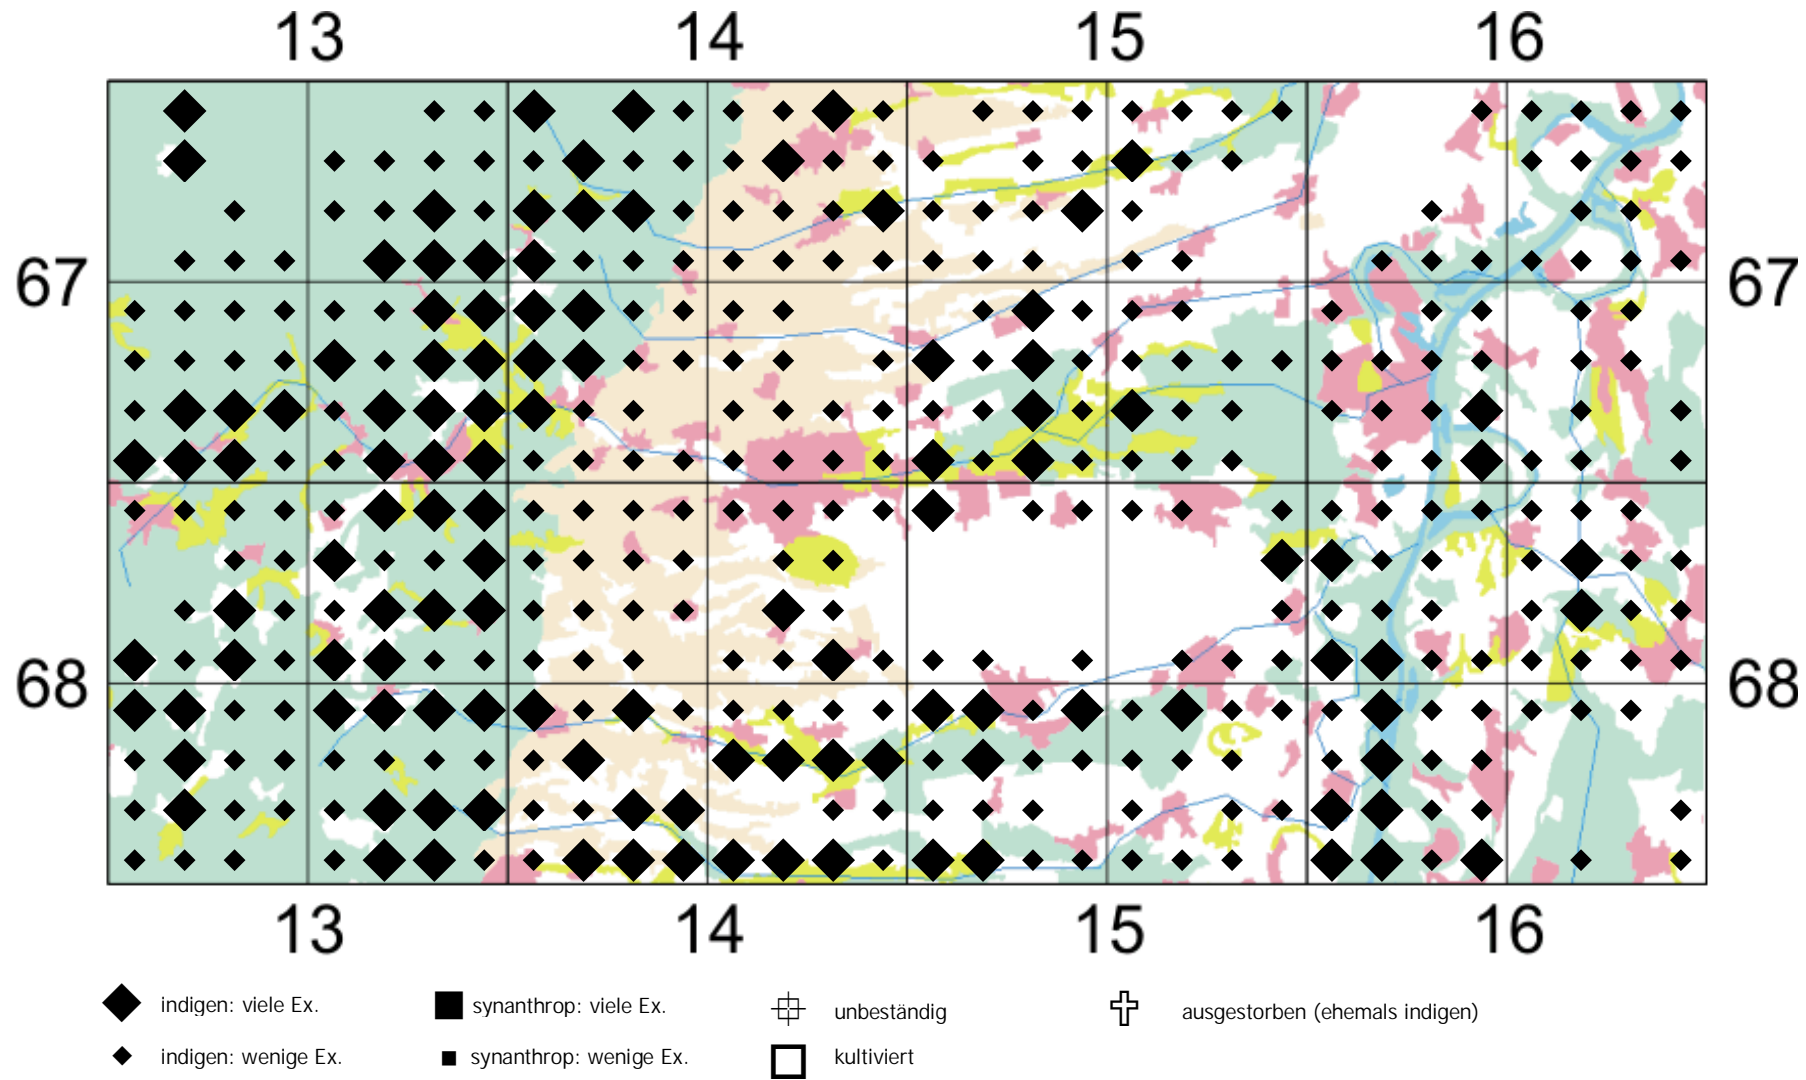 13 14 15 16
67 67
68 68
13 14 15 16
indigen: viele Ex. synanthrop: viele Ex. unbeständig ausgestorben (ehemals indigen)
indigen: wenige Ex. synanthrop: wenige Ex. kultiviert